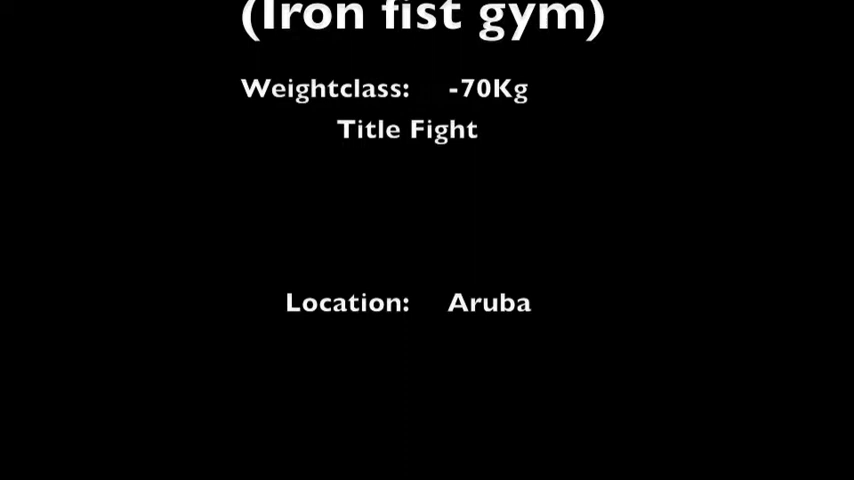 (Iron fist gym)
Weightclass: -70Kg
Title Fight
Location: Aruba